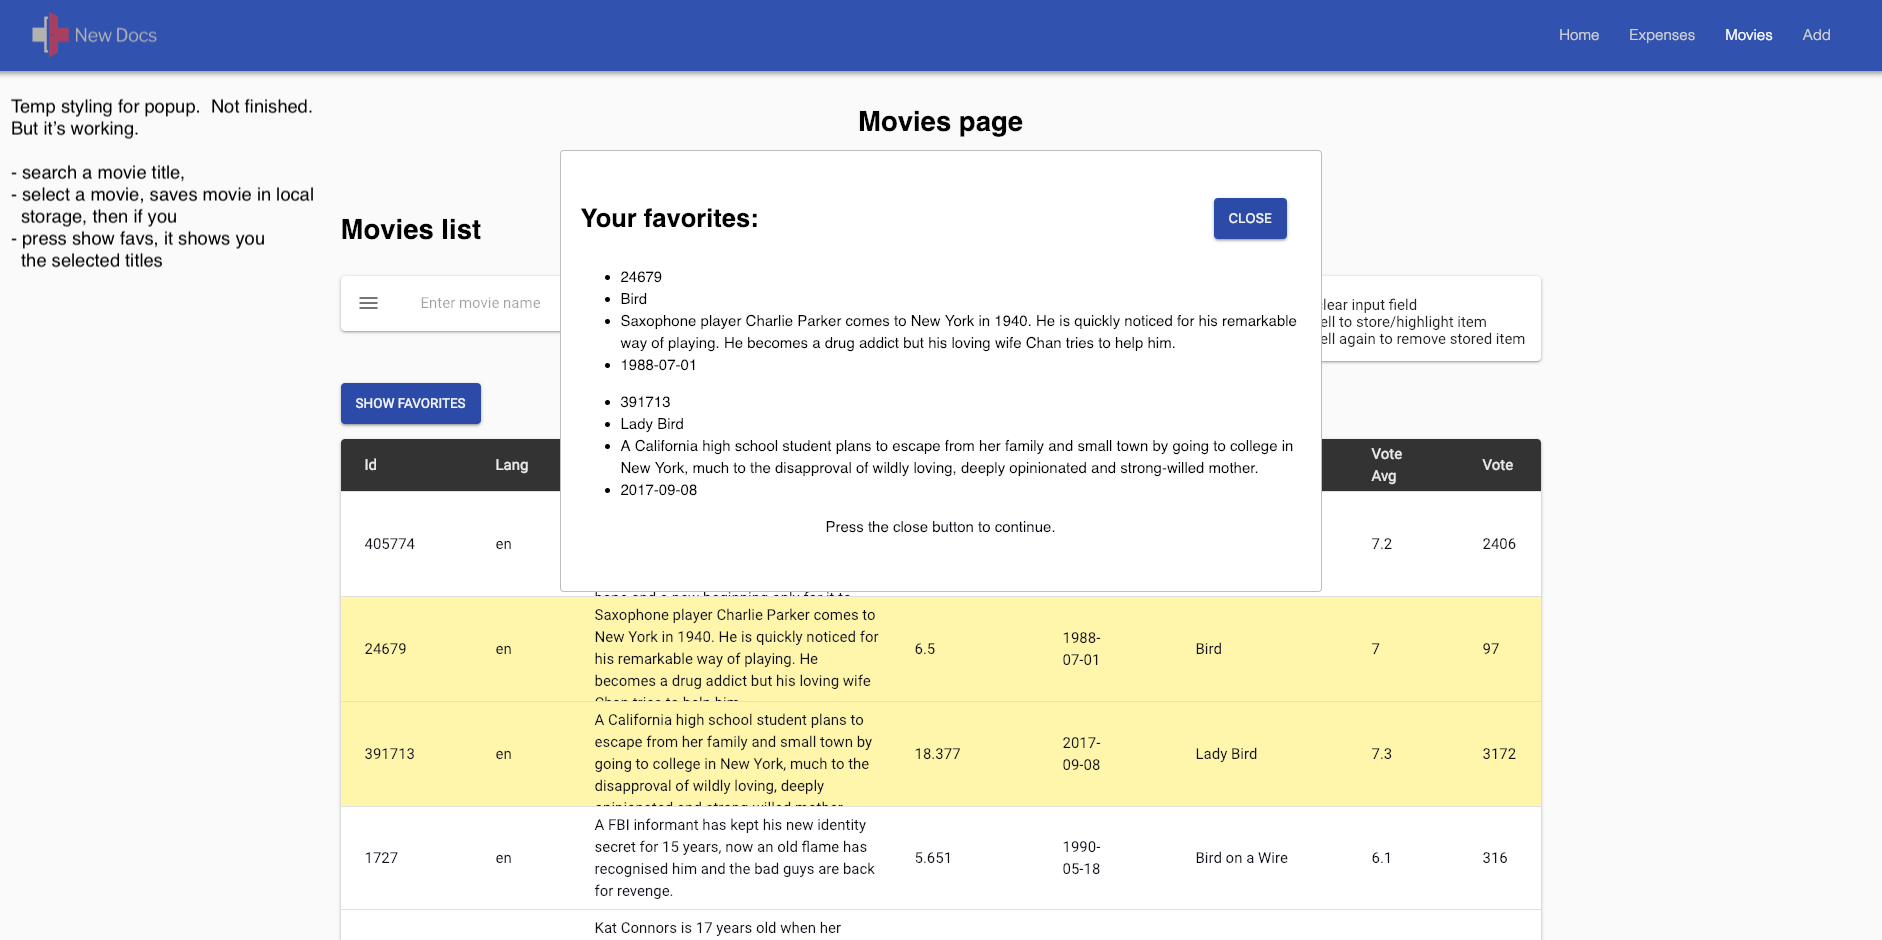 New Docs
Home Expenses Movies Add
Temp styling for popup. Not finished.
But it's working.
- search a movie title,
- select a movie, saves movie in local
storage, then if you
- press show favs, it shows you
the selected titles
Movies page
Movies list
Enter movie name
lear input field
ell to store/highlight item
ell again to remove stored item
SHOW FAVORITES
Your favorites:
CLOSE
• 24679
• Bird
• Saxophone player Charlie Parker comes to New York in 1940. He is quickly noticed for his remarkable
way of playing. He becomes a drug addict but his loving wife Chan tries to help him.
• 1988-07-01
• 391713
• Lady Bird
• A California high school student plans to escape from her family and small town by going to college in
New York, much to the disapproval of wildly loving, deeply opinionated and strong-willed mother.
• 2017-09-08
Press the close button to continue.
Id Lang Vote
Avg Vote
405774 en 7.2 2406
24679 en
Saxophone player Charlie Parker comes to
New York in 1940. He is quickly noticed for
his remarkable way of playing. He
becomes a drug addict but his loving wife
Chan tries to help him.
6.5
1988-
07-01
Bird 7 97
391713 en
A California high school student plans to
escape from her family and small town by
going to college in New York, much to the
disapproval of wildly loving, deeply
opinionated and strong-willed mother.
18.377
2017-
09-08
Lady Bird 7.3 3172
1727 en
A FBI informant has kept his new identity
secret for 15 years, now an old flame has
recognised him and the bad guys are back
for revenge.
5.651
1990-
05-18
Bird on a Wire 6.1 316
Kat Connors is 17 years old when her